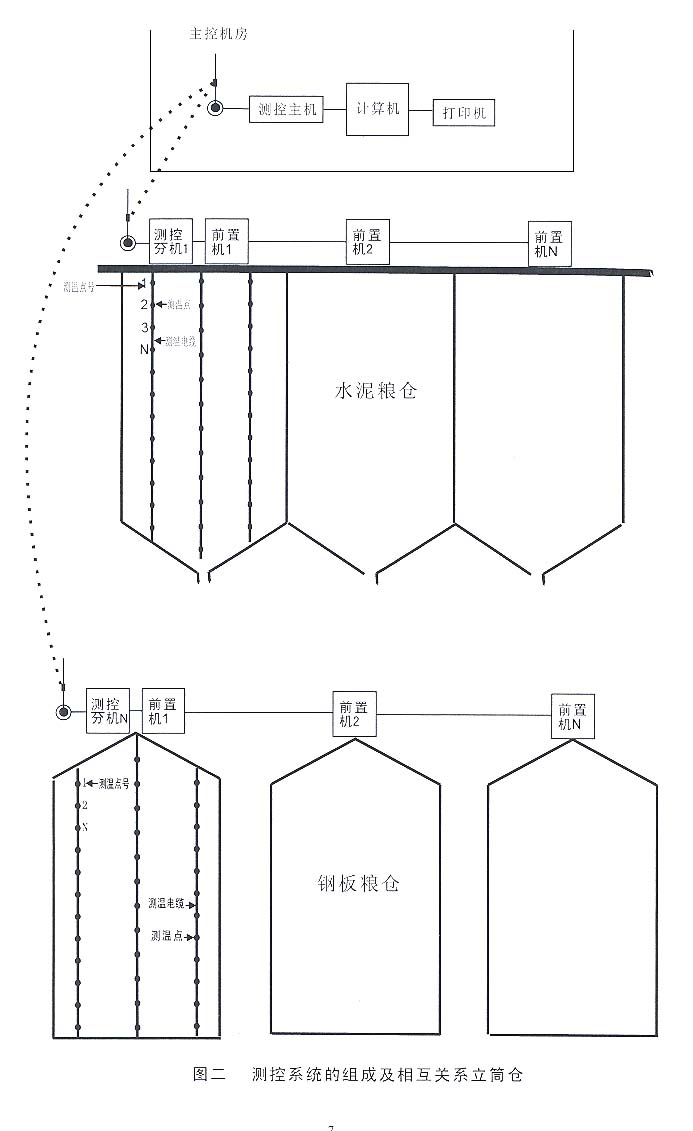 主控机房
测控主机
计算机
打印机
测控
分机1
前置
机1
前置
机2
前置
机N
测温点号
1
2
测温点
3
测温电缆
N
水泥粮仓
测控
分机N
前置
机1
前置
机2
前置
机N
1
测温点号
2
N
钢板粮仓
测温电缆
测温点
图二 测控系统的组成及相互关系立筒仓
7